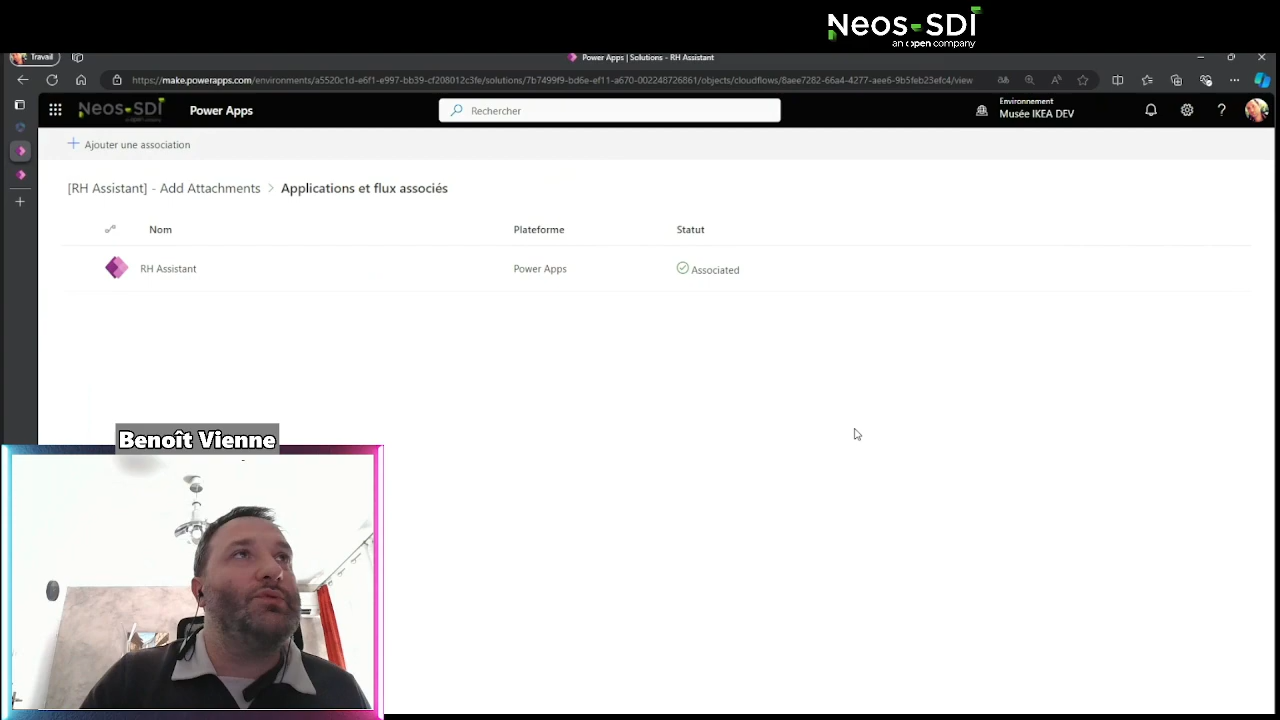 Neos-SDI
an open company
Travail
Power Apps | Solutions - RH Assistant
https://make.powerapps.com/environments/a5520c1d-e6f1-e997-bb39-cf208012c3fe/solutions/7b7499f9-bd6e-ef11-a670-002248726861/objects/cloudflows/8aee7282-66a4-4277-aee6-9b5feb23efc4/view
Neos-SDI
Power Apps
Rechercher
Environnement
Musée IKEA DEV
Ajouter une association
[RH Assistant] - Add Attachments > Applications et flux associés
Nom Plateforme Statut
RH Assistant Power Apps Associated
Benoît Vienne